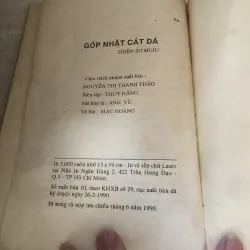 GÓP NHẶT CÁT ĐÁ
THIỀN SƯ MUJU
Chịu trách nhiệm xuất bản :
NGUYỄN THỊ THANH THẢO
Biên tập : THÚY HẰNG
Sửa bản in : ANH VŨ
Vẽ bìa : MẠC HOÀNG
In 3.000 cuốn khổ 13 x 19 cm - In và sắp chữ Laser
tại Nhà In Ngân Hàng 2, 422 Trần Hưng Đạo -
Q.5 - TP Hồ Chí Minh.
Số xuất bản 10, theo KHXB số 29, cục xuất bản đã
ký duyệt ngày 26-2-1990.
In xong và nộp lưu chiểu tháng 6 năm 1990.